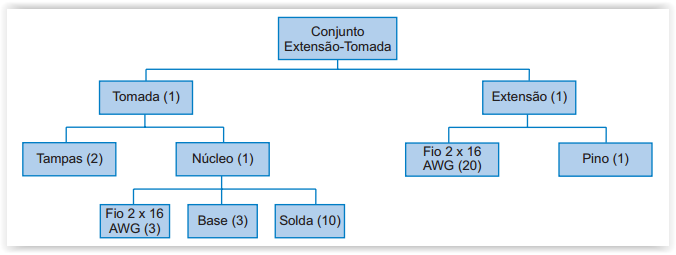 Conjunto
Extensão-Tomada
Tomada (1)
Extensão (1)
Tampas (2)
Núcleo (1)
Fio 2 x 16
AWG (20)
Pino (1)
Fio 2 x 16
AWG (3)
Base (3)
Solda (10)